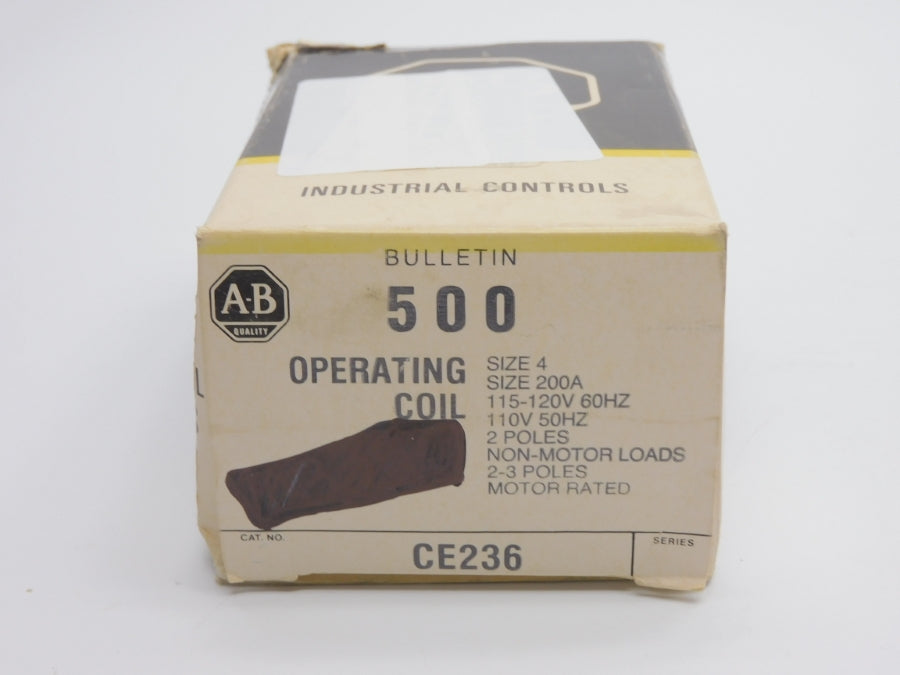 INDUSTRIAL CONTROLS
BULLETIN
500
A-B
QUALITY
OPERATING
COIL
SIZE 4
SIZE 200A
115-120V 60HZ
110V 50HZ
2 POLES
NON-MOTOR LOADS
2-3 POLES
MOTOR RATED
CAT. NO.
CE236
SERIES